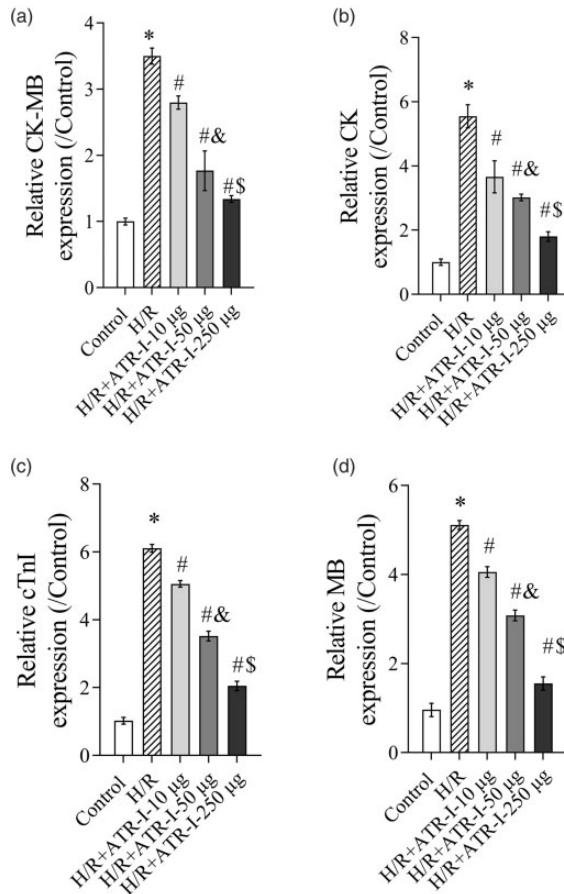 (a)
Relative CK-MB
expression (/Control)
4
3
2
1
0
*
#
#&
#$
Control
H/R
H/R+ATR-I-10 µg
H/R+ATR-I-50 µg
H/R+ATR-I-250 µg
(b)
Relative CK
expression (/Control)
8
6
4
2
0
*
#
#&
#$
Control
H/R
H/R+ATR-I-10 µg
H/R+ATR-I-50 µg
H/R+ATR-I-250 µg
(c)
Relative cTnI
expression (/Control)
8
6
4
2
0
*
#
#&
#$
Control
H/R
H/R+ATR-I-10 µg
H/R+ATR-I-50 µg
H/R+ATR-I-250 µg
(d)
Relative MB
expression (/Control)
6
4
2
0
*
#
#&
#$
Control
H/R
H/R+ATR-I-10 µg
H/R+ATR-I-50 µg
H/R+ATR-I-250 µg